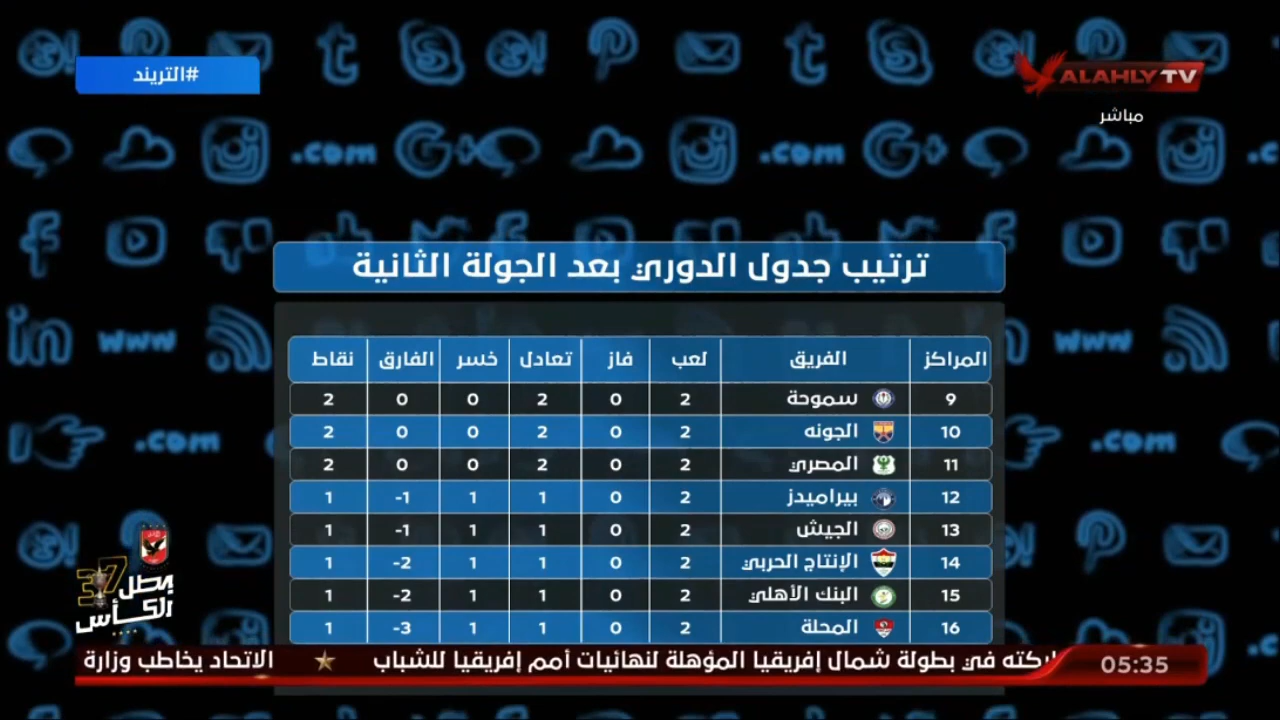 #التريند
ALAHLY TV
مباشر
ترتيب جدول الدوري بعد الجولة الثانية
المراكز الفريق لعب فاز تعادل خسر الفارق نقاط
9 سموحة 2 0 2 0 0 2
10 الجونه 2 0 2 0 0 2
11 المصري 2 0 2 0 0 2
12 بيراميدز 2 0 1 1 -1 1
13 الجيش 2 0 1 1 -1 1
14 الإنتاج الحربي 2 0 1 1 -2 1
15 البنك الأهلي 2 0 1 1 -2 1
16 المحلة 2 0 1 1 -3 1
بطل 37
الكأس
05:35 في بطولة شمال إفريقيا المؤهلة لنهائيات أمم إفريقيا للشباب الاتحاد يخاطب وزارة